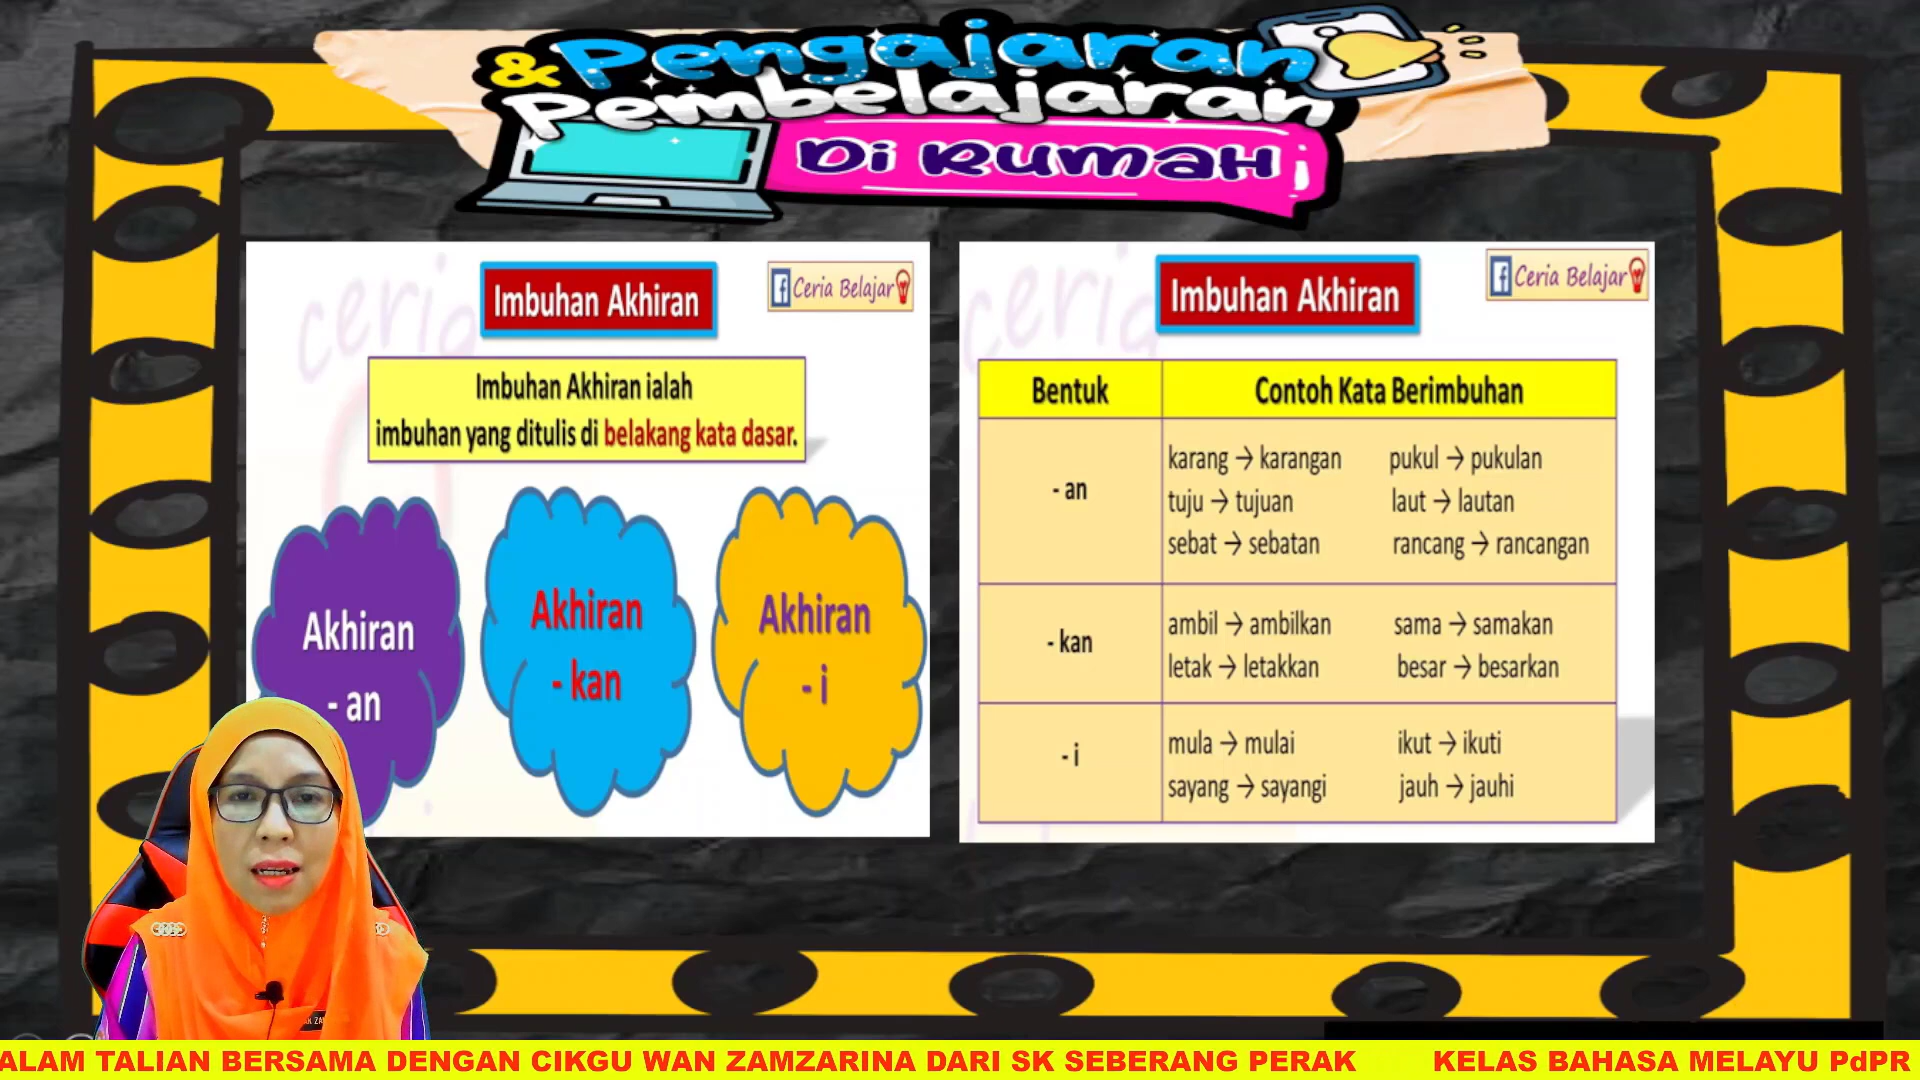 & Pengajaran
Pembelajaran
Di Rumah
Imbuhan Akhiran
Ceria Belajar
Imbuhan Akhiran ialah
imbuhan yang ditulis di belakang kata dasar.
Akhiran
- an
Akhiran
- kan
Akhiran
- i
Imbuhan Akhiran
Ceria Belajar
Bentuk Contoh Kata Berimbuhan
- an
karang → karangan pukul → pukulan
tuju → tujuan laut → lautan
sebat → sebatan rancang → rancangan
- kan
ambil → ambilkan sama → samakan
letak → letakkan besar → besarkan
- i
mula → mulai ikut → ikuti
sayang → sayangi jauh → jauhi
ALAM TALIAN BERSAMA DENGAN CIKGU WAN ZAMZARINA DARI SK SEBERANG PERAK KELAS BAHASA MELAYU PdPR